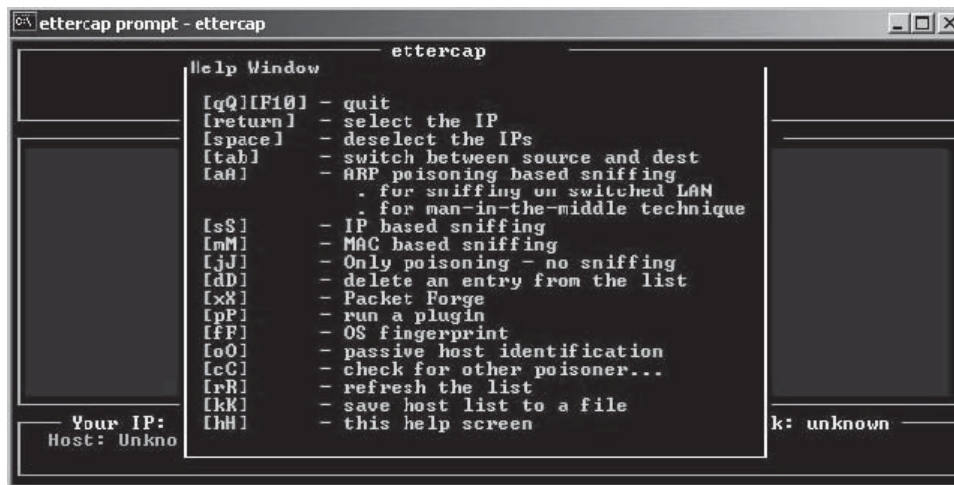 ettercap prompt - ettercap
ettercap
Help Window
[qQ][F10] - quit
[return] - select the IP
[space] - deselect the IPs
[tab] - switch between source and dest
[aA] - ARP poisoning based sniffing
. for sniffing on switched LAN
. for man-in-the-middle technique
[sS] - IP based sniffing
[mM] - MAC based sniffing
[jJ] - Only poisoning - no sniffing
[dD] - delete an entry from the list
[xX] - Packet Forge
[pP] - run a plugin
[fF] - OS fingerprint
[oO] - passive host identification
[cC] - check for other poisoner...
[rR] - refresh the list
[kK] - save host list to a file
[hH] - this help screen
Your IP: k: unknown
Host: Unkno